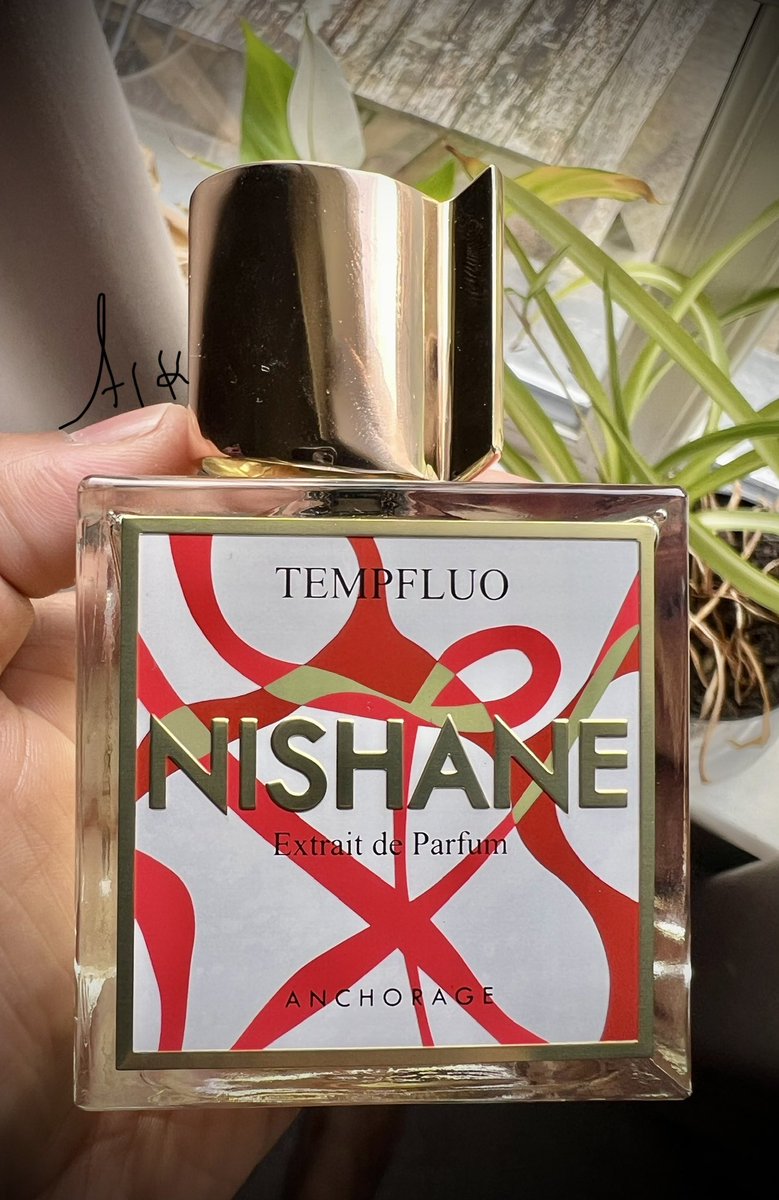 TEMPFLUO
NISHANE
Extrait de Parfum
ANCHORAGE